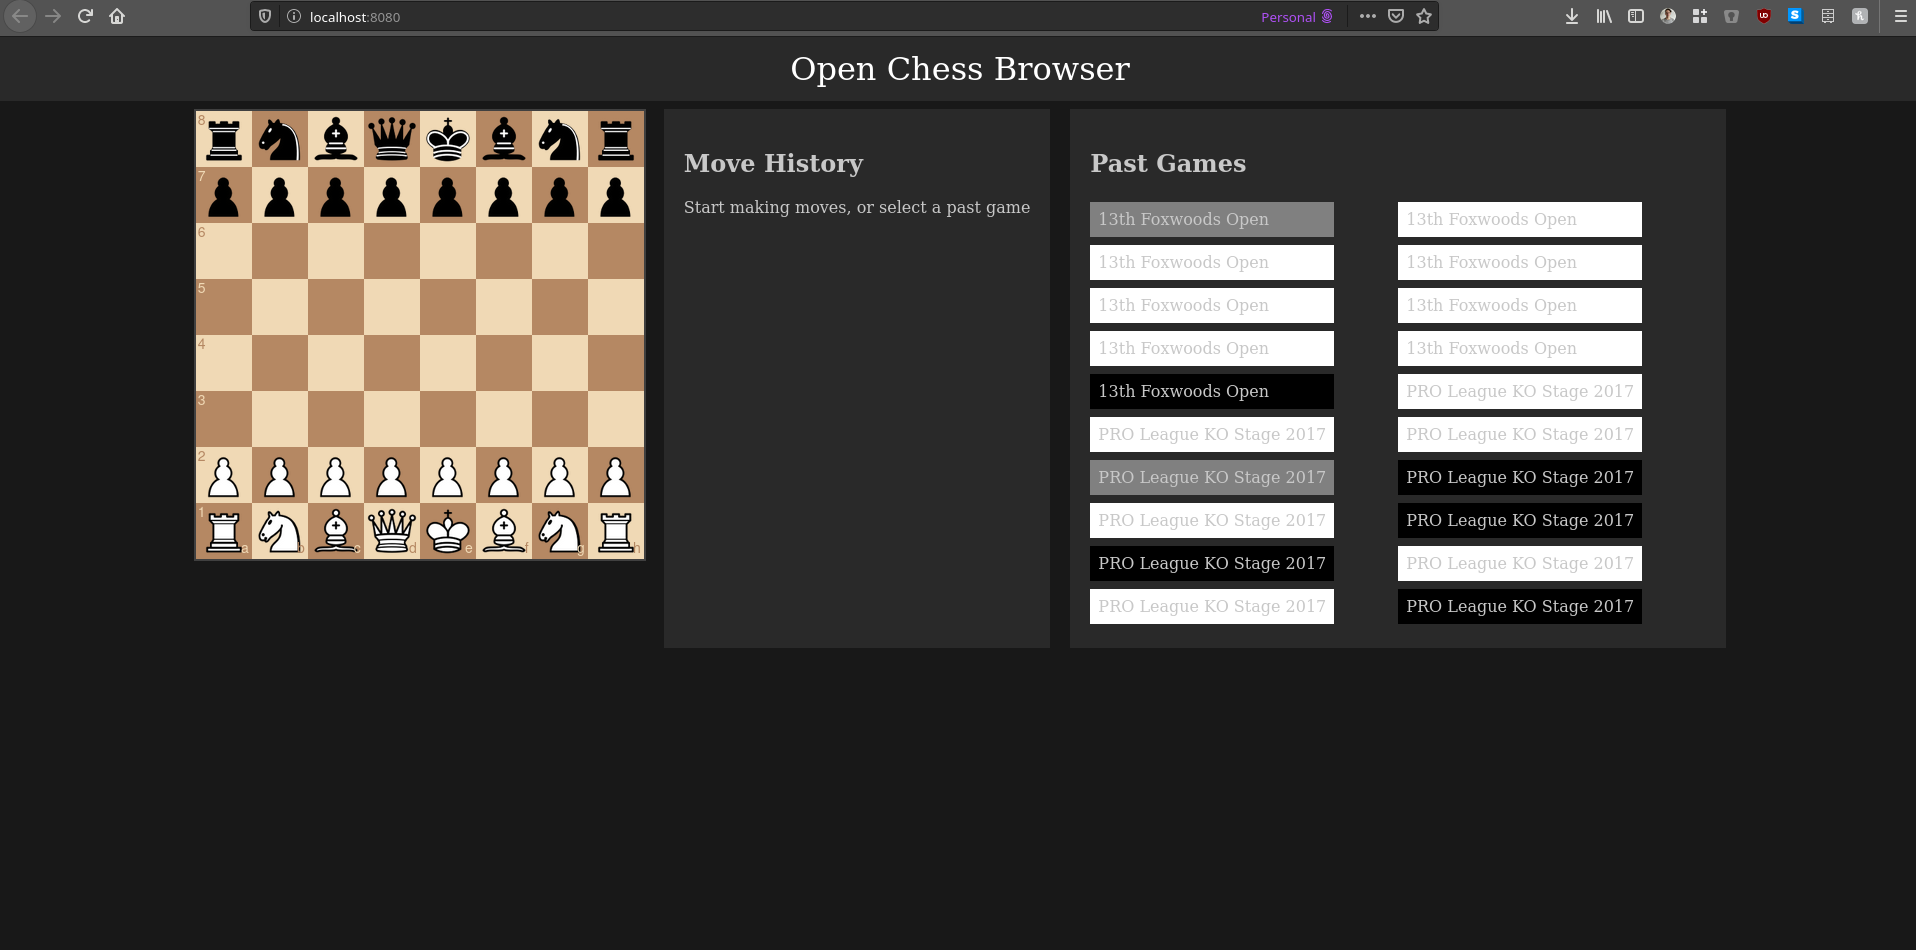 localhost:8080
Personal
Open Chess Browser
8
7
6
5
4
3
2
1
a b c d e f g h
Move History
Start making moves, or select a past game
Past Games
13th Foxwoods Open
13th Foxwoods Open
13th Foxwoods Open
13th Foxwoods Open
13th Foxwoods Open
PRO League KO Stage 2017
PRO League KO Stage 2017
PRO League KO Stage 2017
PRO League KO Stage 2017
PRO League KO Stage 2017
13th Foxwoods Open
13th Foxwoods Open
13th Foxwoods Open
13th Foxwoods Open
PRO League KO Stage 2017
PRO League KO Stage 2017
PRO League KO Stage 2017
PRO League KO Stage 2017
PRO League KO Stage 2017
PRO League KO Stage 2017